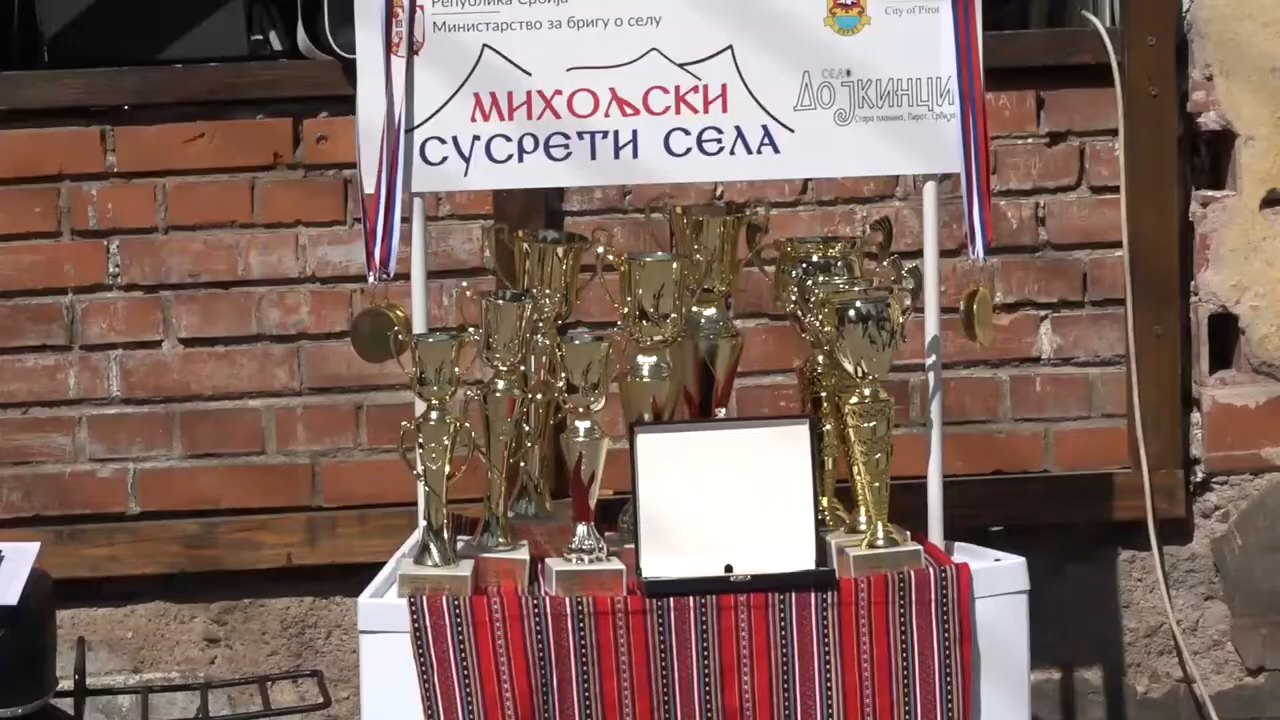 Република Србија
Министарство за бригу о селу
City of Pirot
МИХОЉСКИ
СУСРЕТИ СЕЛА
СЕЛО
ДОЈКИНЦИ
Стара планина, Пирот, Србија